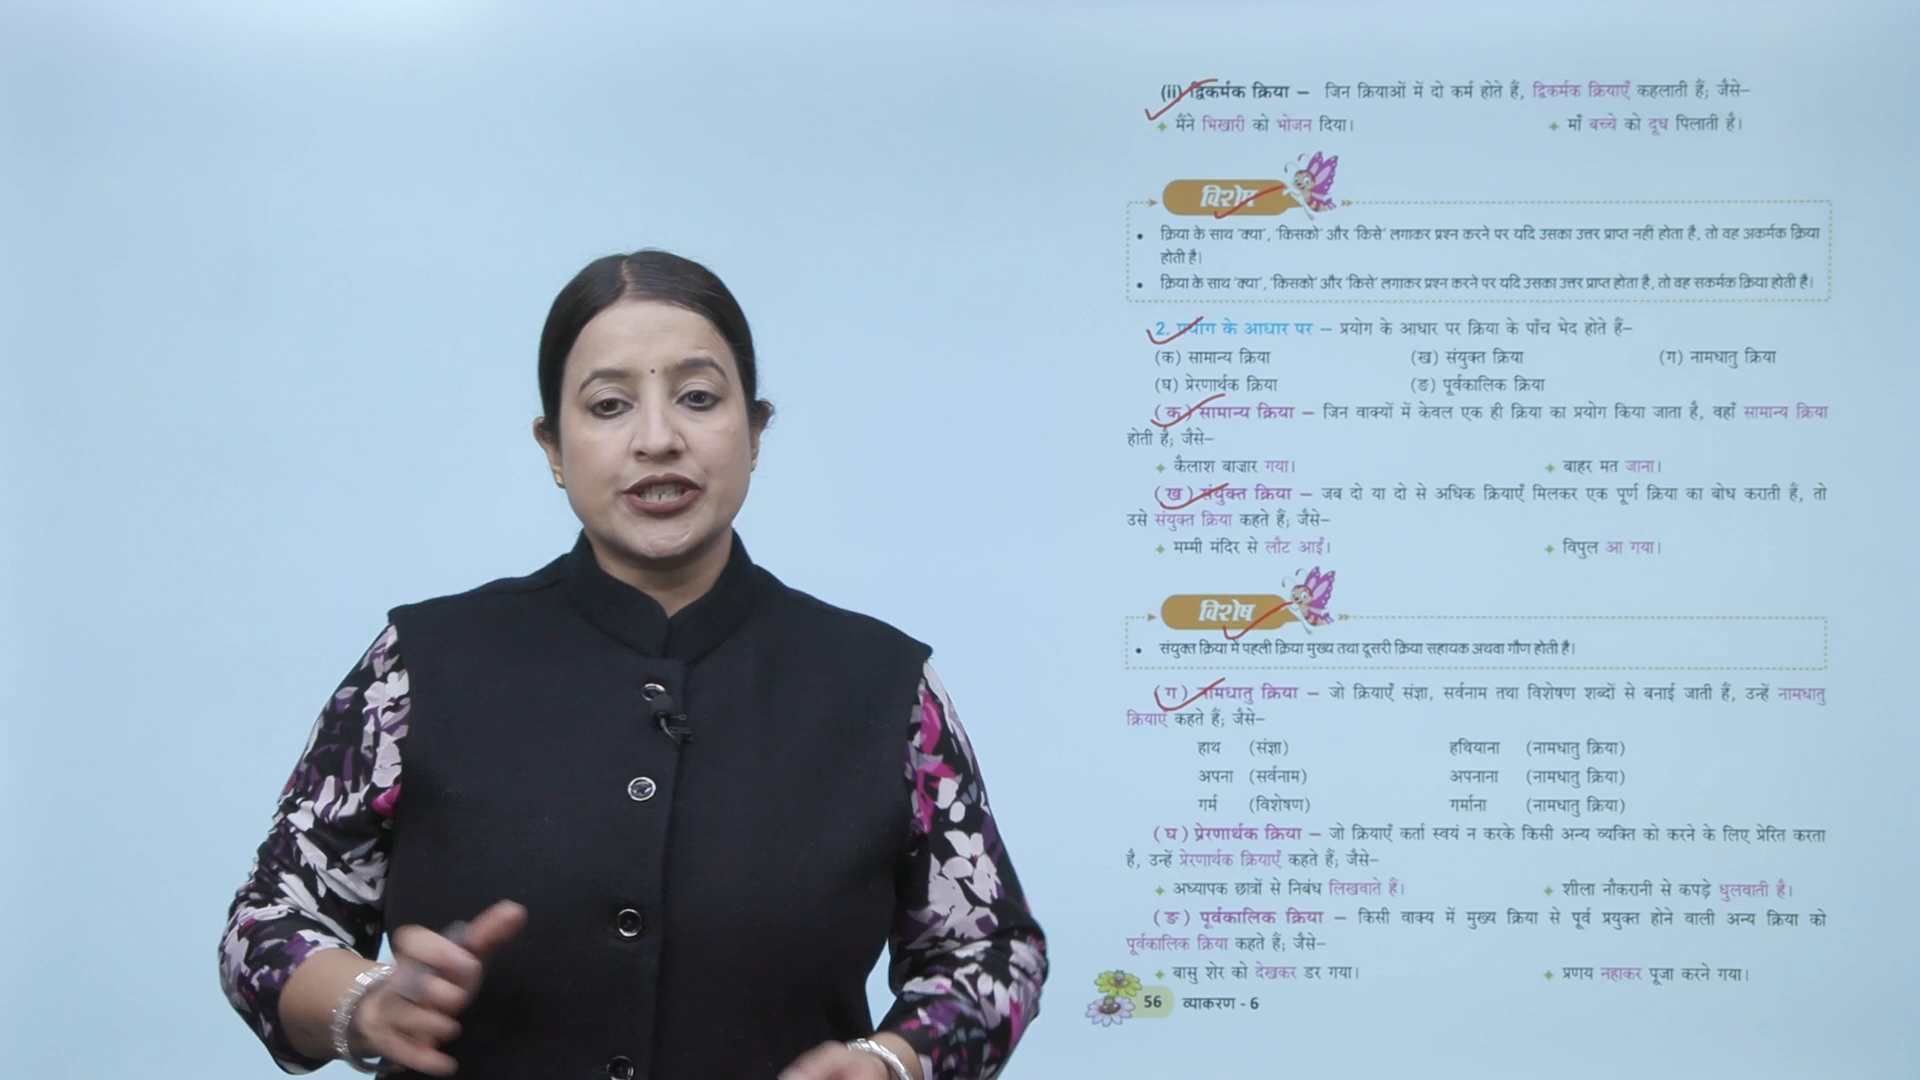 (ii) द्विकर्मक क्रिया – जिन क्रियाओं में दो कर्म होते हैं, द्विकर्मक क्रियाएँ कहलाती हैं; जैसे–
मैंने भिखारी को भोजन दिया। माँ बच्चे को दूध पिलाती है।
विशेष
• क्रिया के साथ 'क्या', 'किसको' और 'किसे' लगाकर प्रश्न करने पर यदि उसका उत्तर प्राप्त नहीं होता है, तो वह अकर्मक क्रिया
होती है।
• क्रिया के साथ 'क्या', 'किसको' और 'किसे' लगाकर प्रश्न करने पर यदि उसका उत्तर प्राप्त होता है, तो वह सकर्मक क्रिया होती है।
2. प्रयोग के आधार पर – प्रयोग के आधार पर क्रिया के पाँच भेद होते हैं–
(क) सामान्य क्रिया (ख) संयुक्त क्रिया (ग) नामधातु क्रिया
(घ) प्रेरणार्थक क्रिया (ङ) पूर्वकालिक क्रिया
(क) सामान्य क्रिया – जिन वाक्यों में केवल एक ही क्रिया का प्रयोग किया जाता है, वहाँ सामान्य क्रिया
होती है; जैसे–
कैलाश बाजार गया। बाहर मत जाना।
(ख) संयुक्त क्रिया – जब दो या दो से अधिक क्रियाएँ मिलकर एक पूर्ण क्रिया का बोध कराती हैं, तो
उसे संयुक्त क्रिया कहते हैं; जैसे–
मम्मी मंदिर से लौट आईं। विपुल आ गया।
विशेष
• संयुक्त क्रिया में पहली क्रिया मुख्य तथा दूसरी क्रिया सहायक अथवा गौण होती है।
(ग) नामधातु क्रिया – जो क्रियाएँ संज्ञा, सर्वनाम तथा विशेषण शब्दों से बनाई जाती हैं, उन्हें नामधातु
क्रियाएँ कहते हैं; जैसे–
हाथ (संज्ञा) हथियाना (नामधातु क्रिया)
अपना (सर्वनाम) अपनाना (नामधातु क्रिया)
गर्म (विशेषण) गर्माना (नामधातु क्रिया)
(घ) प्रेरणार्थक क्रिया – जो क्रियाएँ कर्ता स्वयं न करके किसी अन्य व्यक्ति को करने के लिए प्रेरित करता
है, उन्हें प्रेरणार्थक क्रियाएँ कहते हैं; जैसे–
अध्यापक छात्रों से निबंध लिखवाते हैं। शीला नौकरानी से कपड़े धुलवाती है।
(ङ) पूर्वकालिक क्रिया – किसी वाक्य में मुख्य क्रिया से पूर्व प्रयुक्त होने वाली अन्य क्रिया को
पूर्वकालिक क्रिया कहते हैं; जैसे–
बासु शेर को देखकर डर गया। प्रणय नहाकर पूजा करने गया।
56 व्याकरण - 6